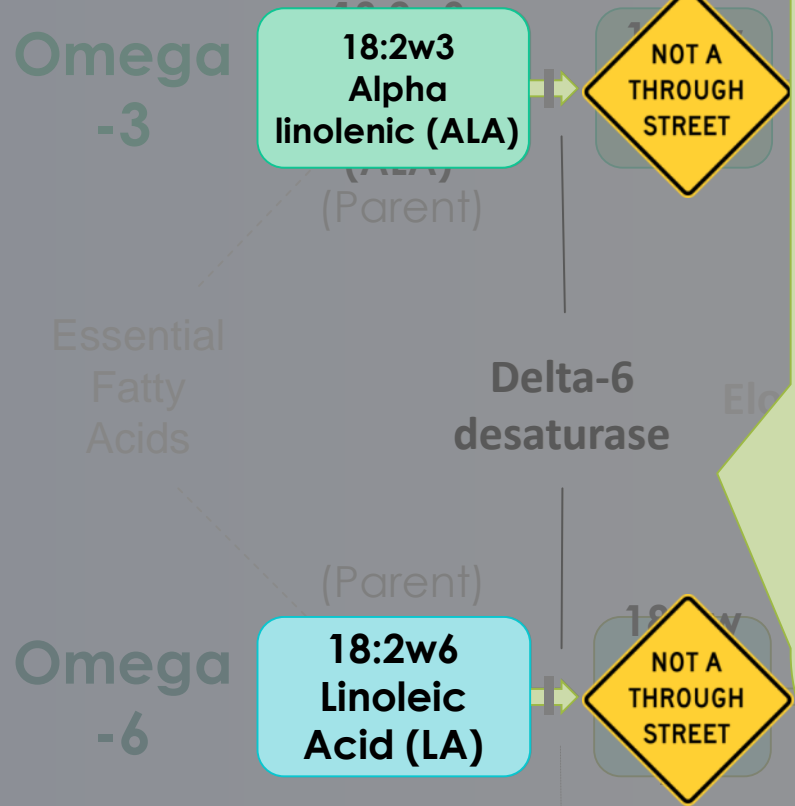 Omega
-3
18:2w3
Alpha
linolenic (ALA)
(ALA)
(Parent)
NOT A
THROUGH
STREET
Essential
Fatty
Acids
Delta-6
desaturase
(Parent)
Omega
-6
18:2w6
Linoleic
Acid (LA)
NOT A
THROUGH
STREET